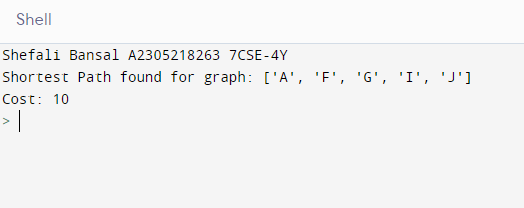 Shell
Shefali Bansal A2305218263 7CSE-4Y
Shortest Path found for graph: ['A', 'F', 'G', 'I', 'J']
Cost: 10
>